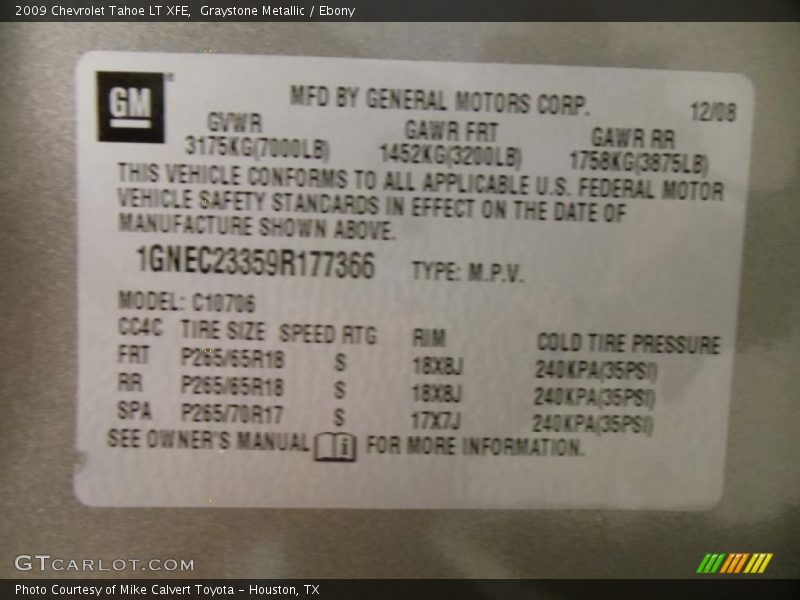 2009 Chevrolet Tahoe LT XFE, Graystone Metallic / Ebony
GM
MFD BY GENERAL MOTORS CORP.
12/08
GVWR GAWR FRT GAWR RR
3175KG(7000LB) 1452KG(3200LB) 1758KG(3875LB)
THIS VEHICLE CONFORMS TO ALL APPLICABLE U.S. FEDERAL MOTOR
VEHICLE SAFETY STANDARDS IN EFFECT ON THE DATE OF
MANUFACTURE SHOWN ABOVE.
1GNEC23359R177366 TYPE: M.P.V.
MODEL: C10706
CC4C TIRE SIZE SPEED RTG RIM COLD TIRE PRESSURE
FRT P265/65R18 S 18X8J 240KPA(35PSI)
RR P265/65R18 S 18X8J 240KPA(35PSI)
SPA P265/70R17 S 17X7J 240KPA(35PSI)
SEE OWNER'S MANUAL i FOR MORE INFORMATION.
GTCARLOT.COM
Photo Courtesy of Mike Calvert Toyota – Houston, TX